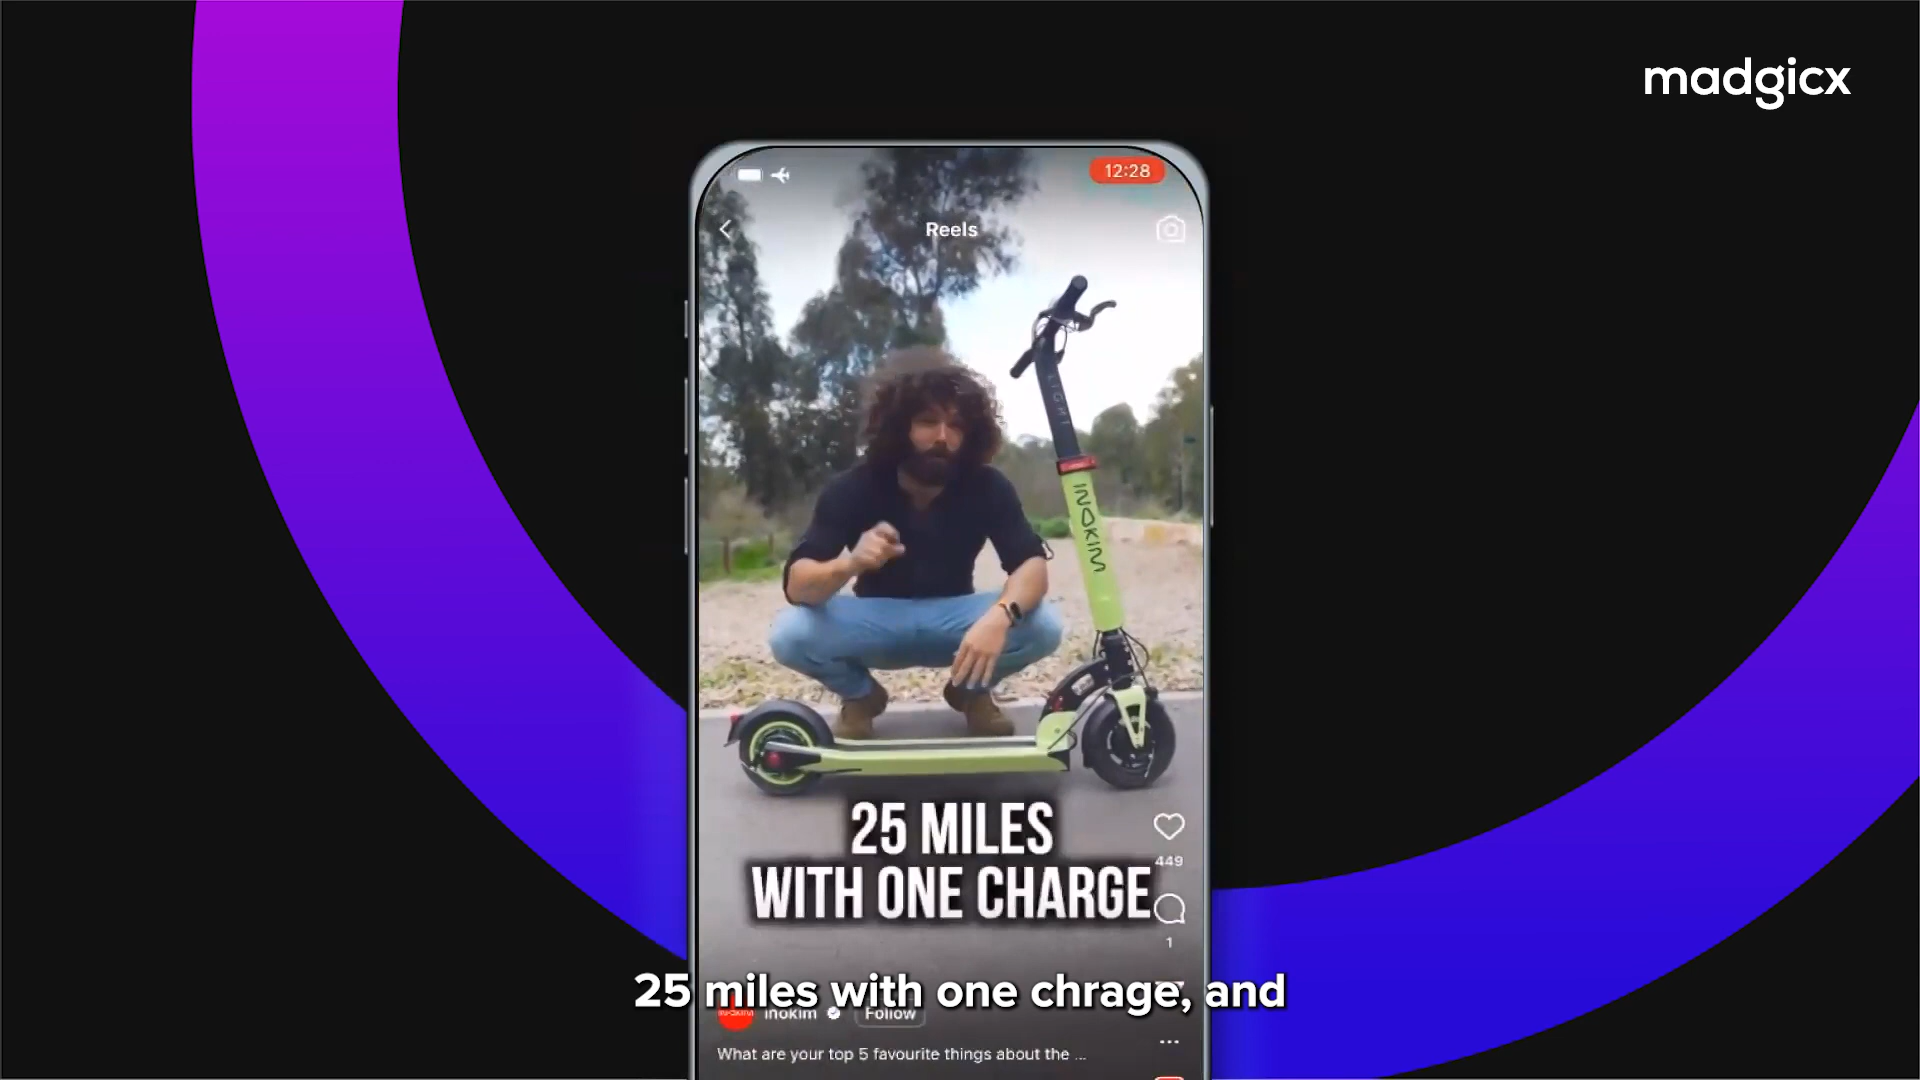 madgicx
12:28
Reels
LIGHT
INOKIM
25 MILES
WITH ONE CHARGE
449
1
25 miles with one chrage, and
inokim
Follow
What are your top 5 favourite things about the ...